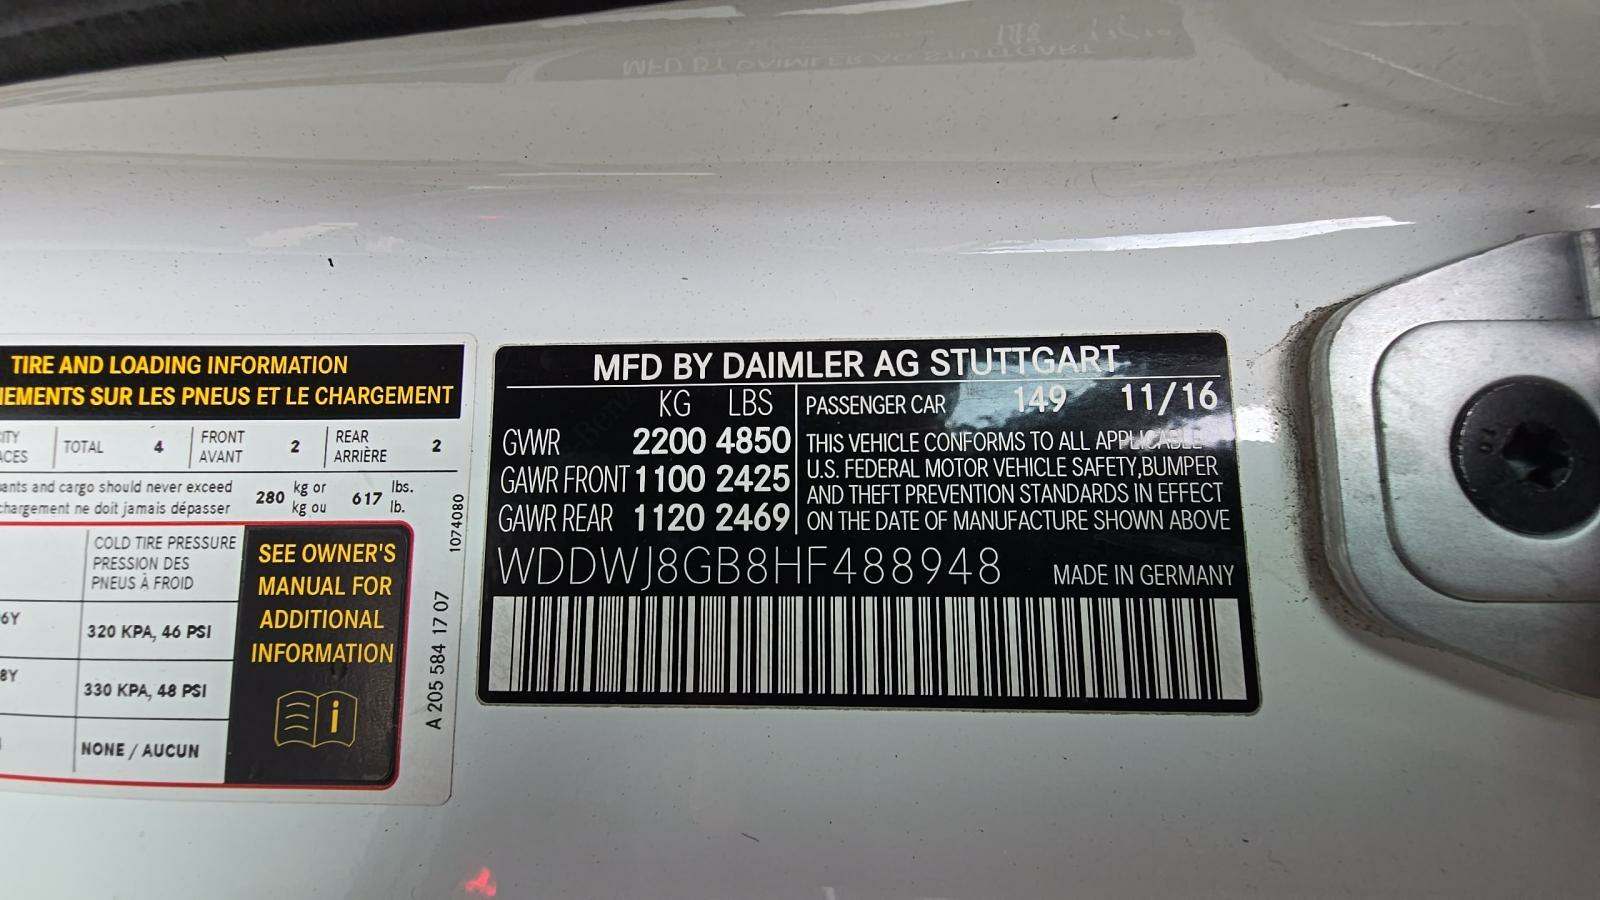 TIRE AND LOADING INFORMATION
SUR LES PNEUS ET LE CHARGEMENT
TOTAL 4 FRONT AVANT 2 REAR ARRIÈRE 2
and cargo should never exceed
ne doit jamais dépasser
280 kg or kg ou 617 lbs. lb.
COLD TIRE PRESSURE
PRESSION DES
PNEUS À FROID
320 KPA, 46 PSI
330 KPA, 48 PSI
NONE / AUCUN
SEE OWNER'S
MANUAL FOR
ADDITIONAL
INFORMATION
i
1074080
A 205 584 17 07
MFD BY DAIMLER AG STUTTGART
KG LBS
GVWR 2200 4850
GAWR FRONT 1100 2425
GAWR REAR 1120 2469
PASSENGER CAR 149 11/16
THIS VEHICLE CONFORMS TO ALL APPLICABLE
U.S. FEDERAL MOTOR VEHICLE SAFETY,BUMPER
AND THEFT PREVENTION STANDARDS IN EFFECT
ON THE DATE OF MANUFACTURE SHOWN ABOVE
WDDWJ8GB8HF488948
MADE IN GERMANY